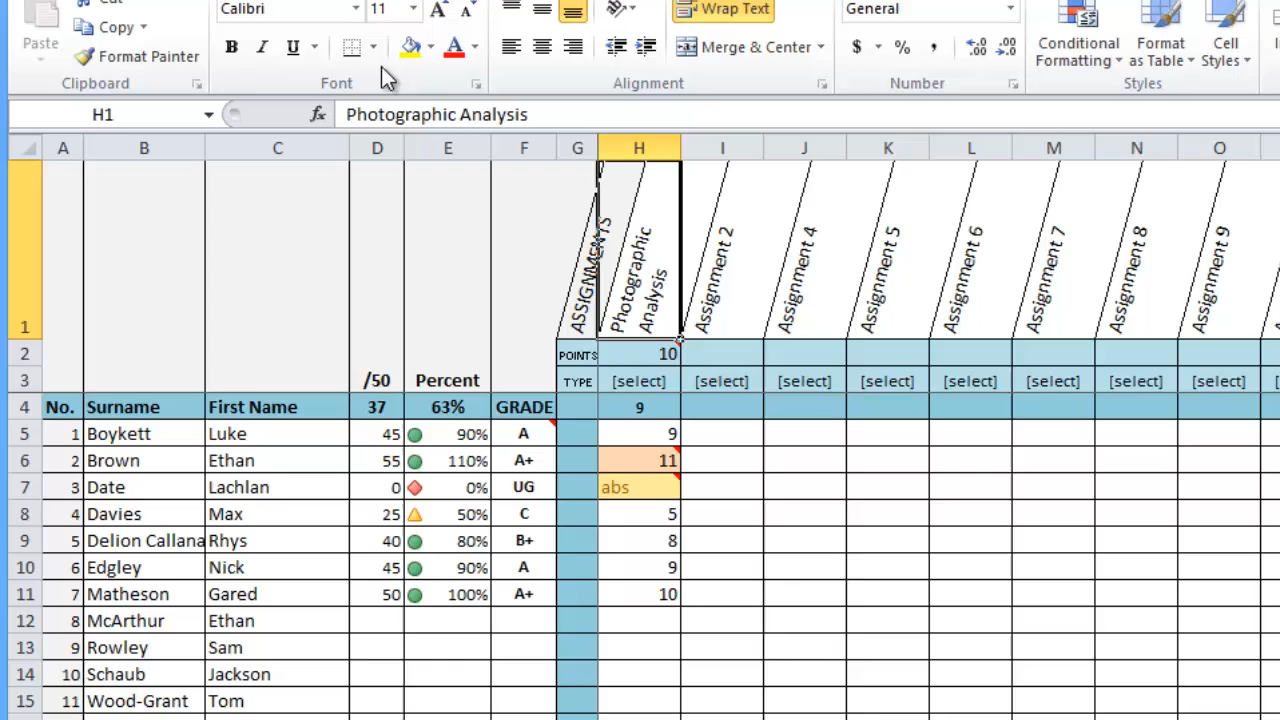 Cut
Calibri 11 A A Wrap Text General
Paste Copy
Format Painter B I U A Merge & Center $ % , .00 .0 Conditional Formatting Format as Table Cell Styles
Clipboard Font Alignment Number Styles
H1 fx Photographic Analysis
A B C D E F G H I J K L M N O
1 ASSIGNMENTS Photographic Analysis Assignment 2 Assignment 4 Assignment 5 Assignment 6 Assignment 7 Assignment 8 Assignment 9
2 POINTS 10
3 /50 Percent TYPE [select] [select] [select] [select] [select] [select] [select] [select]
4 No. Surname First Name 37 63% GRADE 9
5 1 Boykett Luke 45 90% A 9
6 2 Brown Ethan 55 110% A+ 11
7 3 Date Lachlan 0 0% UG abs
8 4 Davies Max 25 50% C 5
9 5 Delion Callana Rhys 40 80% B+ 8
10 6 Edgley Nick 45 90% A 9
11 7 Matheson Gared 50 100% A+ 10
12 8 McArthur Ethan
13 9 Rowley Sam
14 10 Schaub Jackson
15 11 Wood-Grant Tom